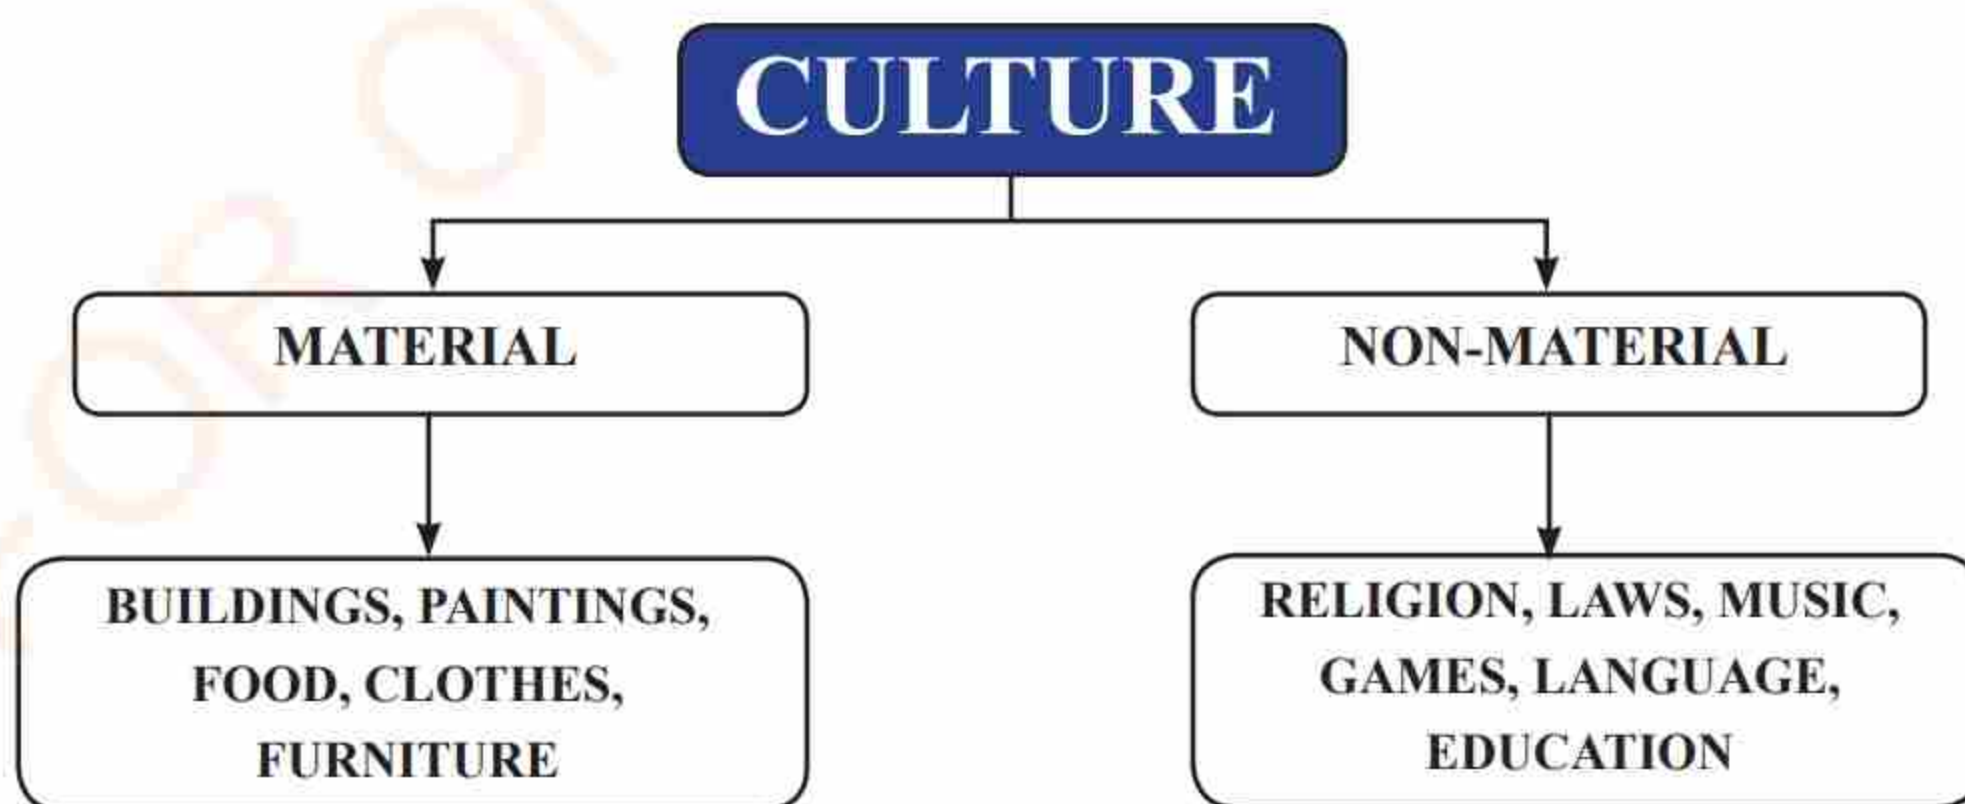 CULTURE
MATERIAL
NON-MATERIAL
BUILDINGS, PAINTINGS,
FOOD, CLOTHES,
FURNITURE
RELIGION, LAWS, MUSIC,
GAMES, LANGUAGE,
EDUCATION